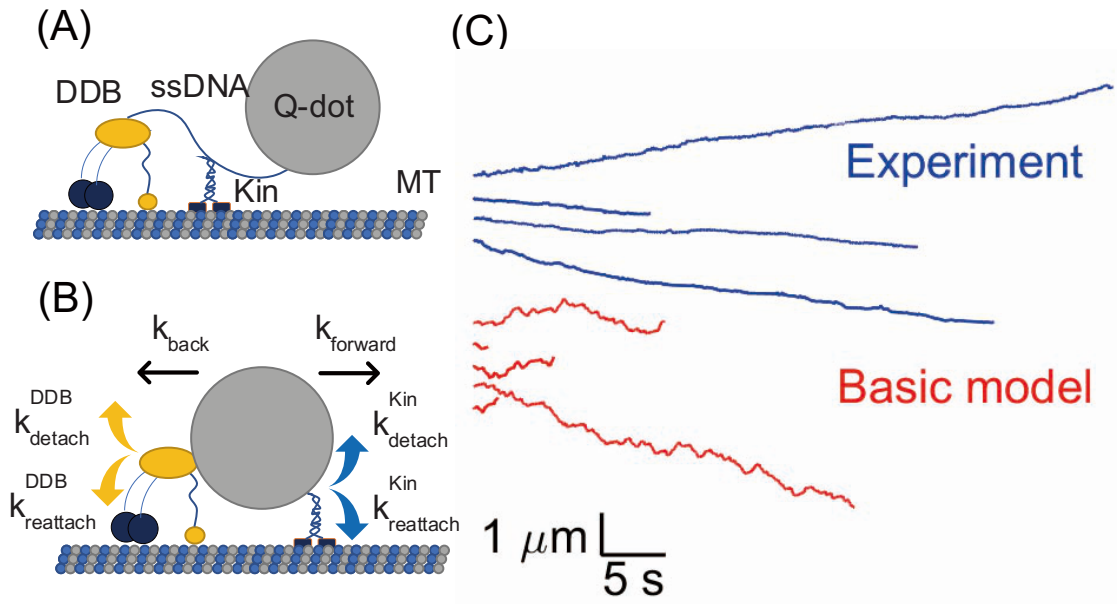 (A)
DDB
ssDNA
Q-dot
Kin
MT
(B)
k back
k forward
k DDB detach
k DDB reattach
k Kin detach
k Kin reattach
(C)
Experiment
Basic model
1 μm
5 s